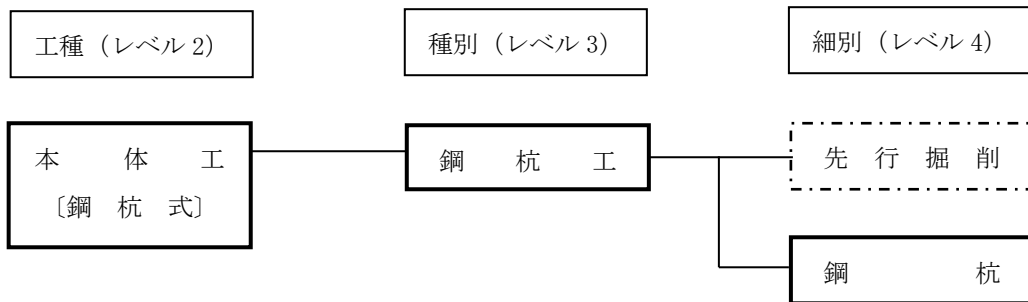 工種（レベル2）
種別（レベル3）
細別（レベル4）
本体工
〔鋼杭式〕
鋼杭工
先行掘削
鋼杭